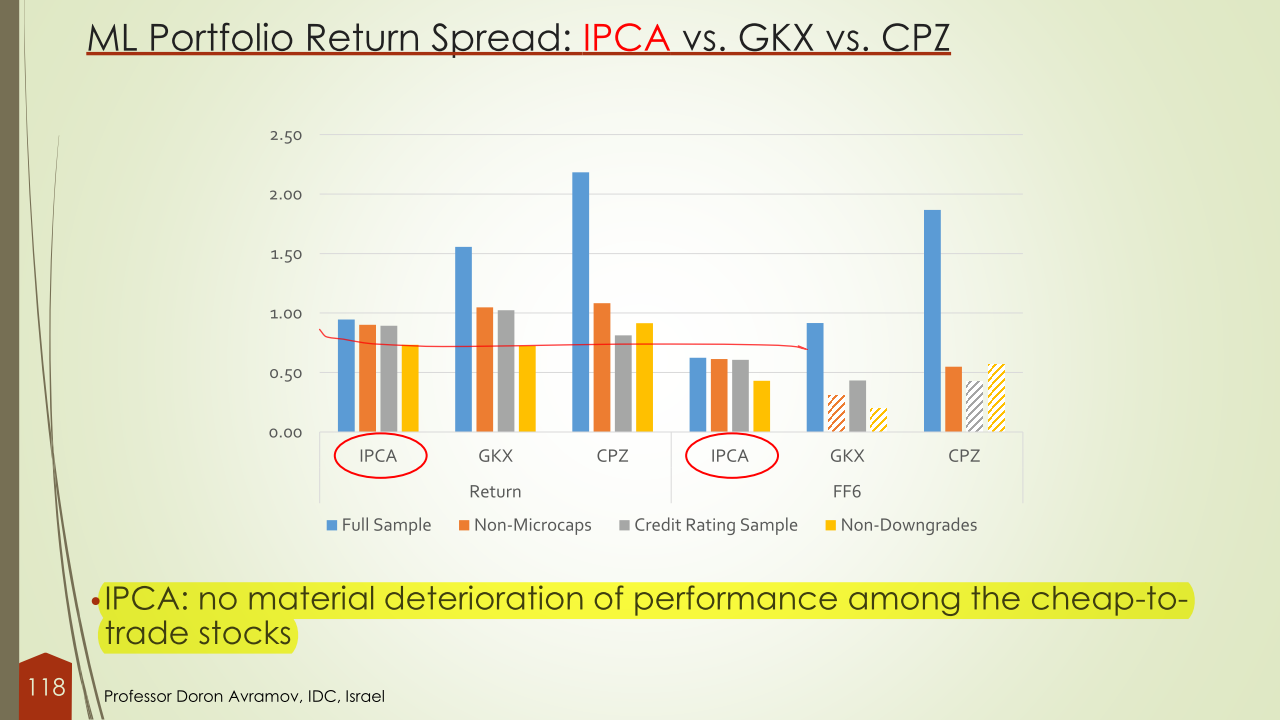 ML Portfolio Return Spread: IPCA vs. GKX vs. CPZ
2.50
2.00
1.50
1.00
0.50
0.00
IPCA GKX CPZ IPCA GKX CPZ
Return FF6
Full Sample Non-Microcaps Credit Rating Sample Non-Downgrades
•IPCA: no material deterioration of performance among the cheap-to-
trade stocks
118
Professor Doron Avramov, IDC, Israel